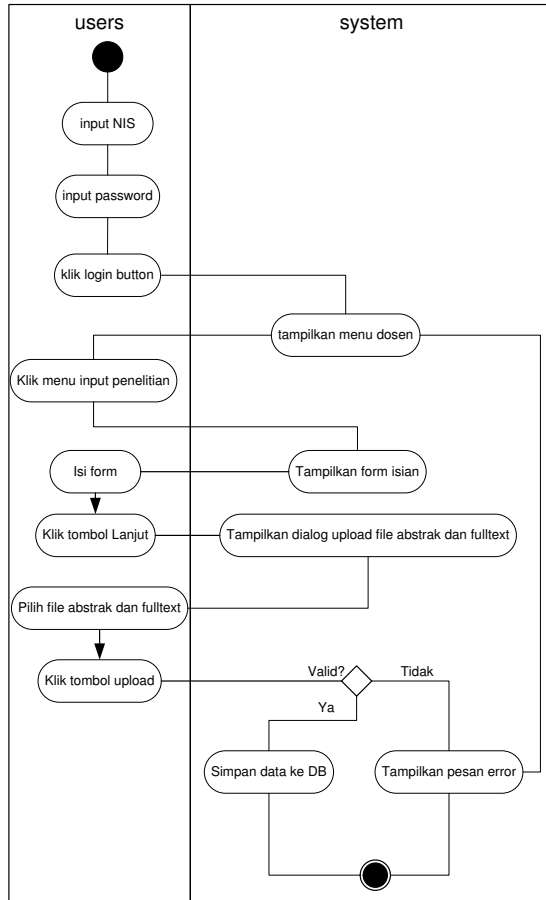 users
system
input NIS
input password
klik login button
tampilkan menu dosen
Klik menu input penelitian
Tampilkan form isian
Isi form
Klik tombol Lanjut
Tampilkan dialog upload file abstrak dan fulltext
Pilih file abstrak dan fulltext
Klik tombol upload
Valid?
Tidak
Ya
Simpan data ke DB
Tampilkan pesan error